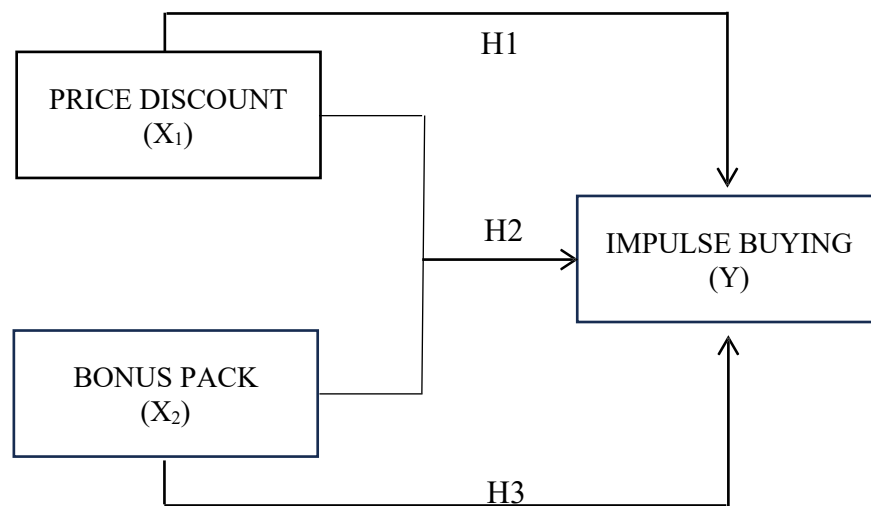 H1
PRICE DISCOUNT
(X₁)
H2
IMPULSE BUYING
(Y)
BONUS PACK
(X₂)
H3